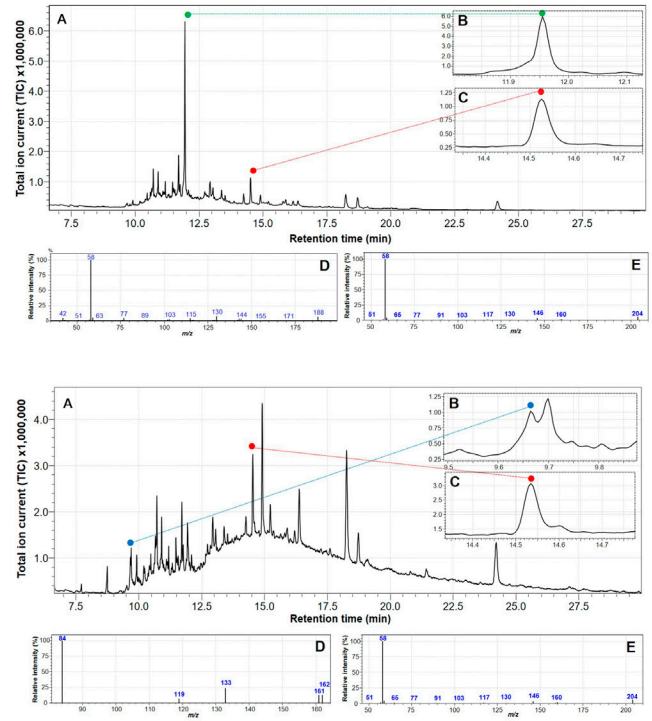 A
Total ion current (TIC) x1,000,000
6.0
5.0
4.0
3.0
2.0
1.0
7.5 10.0 12.5 15.0 17.5 20.0 22.5 25.0 27.5
Retention time (min)
B
6.0
5.0
4.0
3.0
2.0
1.0
11.9 12.0 12.1
C
1.25
1.00
0.75
0.50
0.25
14.4 14.5 14.6 14.7
D
Relative intensity (%)
%
100
75
50
25
0
58
42 51 63 77 89 103 115 130 144 155 171 188
50 75 100 125 150 175
m/z
E
Relative intensity (%)
100
75
50
25
0
58
51 65 77 91 103 117 130 146 160 204
50 75 100 125 150 175 200
m/z
A
Total ion current (TIC) x1,000,000
4.0
3.0
2.0
1.0
7.5 10.0 12.5 15.0 17.5 20.0 22.5 25.0 27.5
Retention time (min)
B
1.25
1.00
0.75
0.50
0.25
9.5 9.6 9.7 9.8
C
3.0
2.0
1.0
14.4 14.5 14.6 14.7
D
Relative intensity (%)
100
75
50
25
0
84
119 133 161 162
90 100 110 120 130 140 150 160
m/z
E
Relative intensity (%)
100
75
50
25
0
58
51 65 77 91 103 117 130 146 160 204
50 75 100 125 150 175 200
m/z